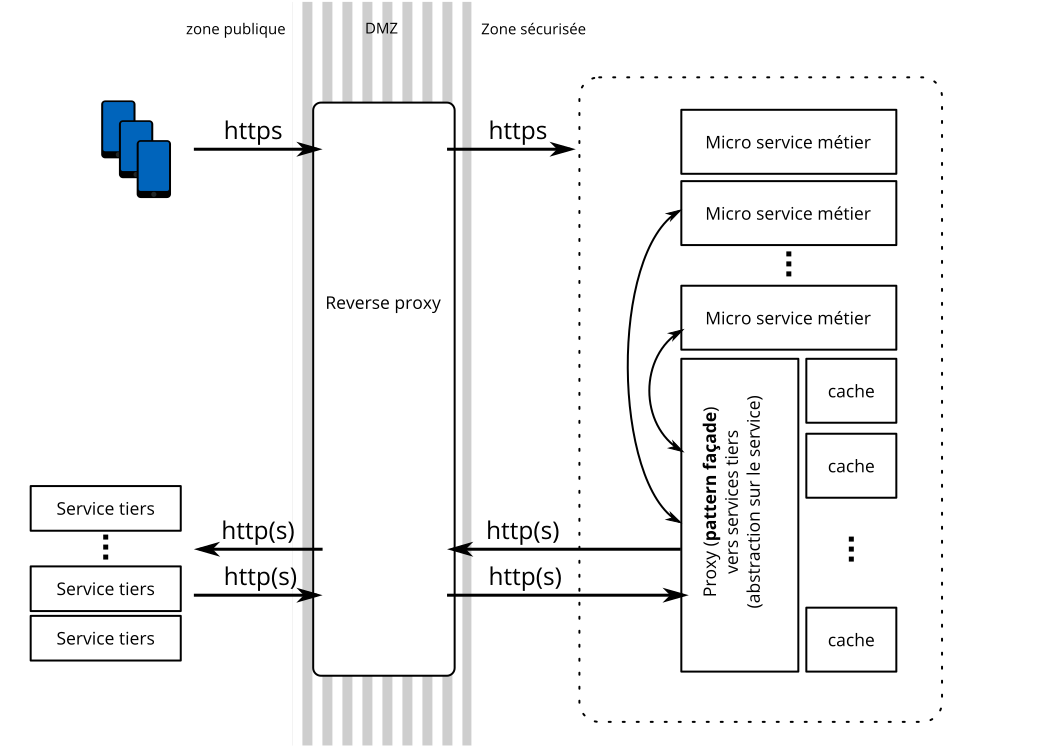 zone publique
DMZ
Zone sécurisée
https
https
Micro service métier
Micro service métier
Reverse proxy
Micro service métier
cache
cache
Proxy (pattern façade)
vers services tiers
(abstraction sur le service)
Service tiers
http(s)
http(s)
Service tiers
http(s)
http(s)
Service tiers
cache